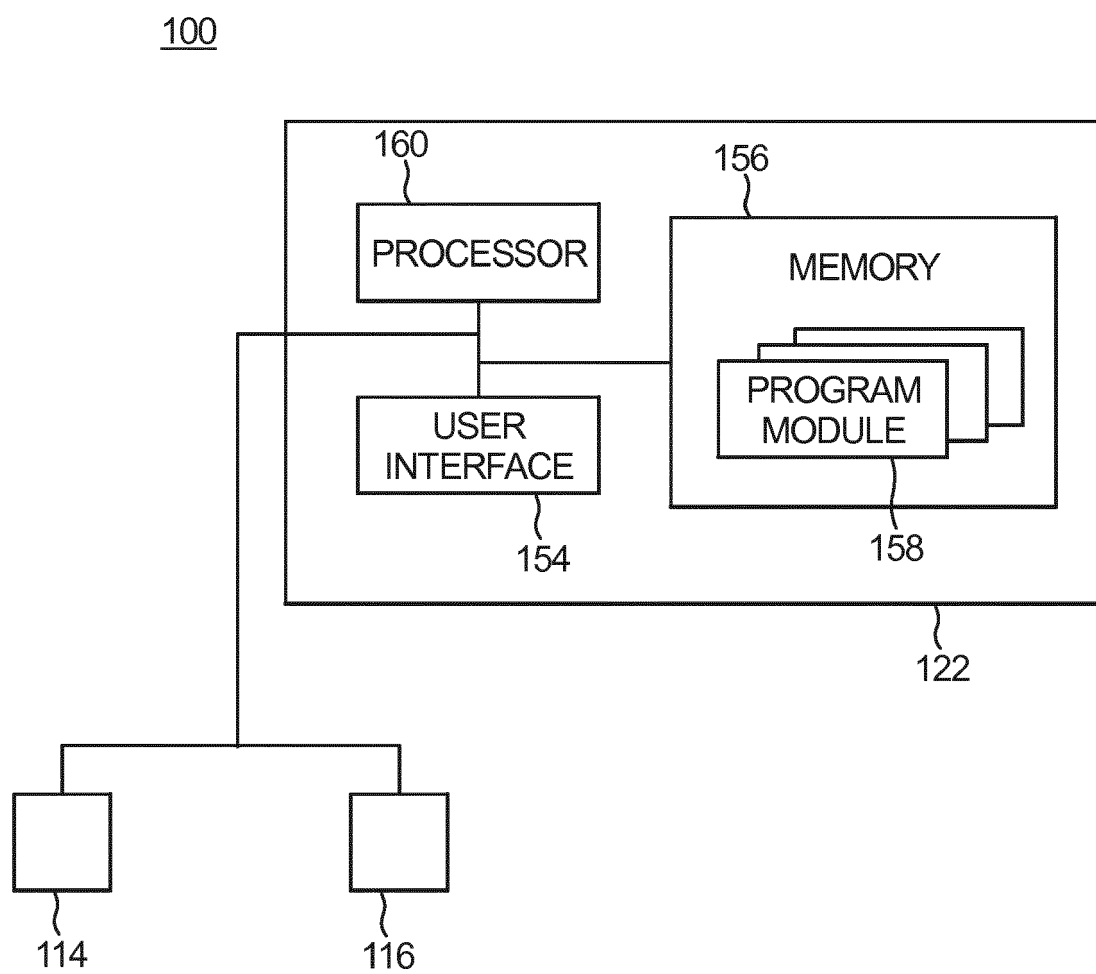 100
160
156
PROCESSOR
MEMORY
PROGRAM
MODULE
USER
INTERFACE
154
158
122
114
116